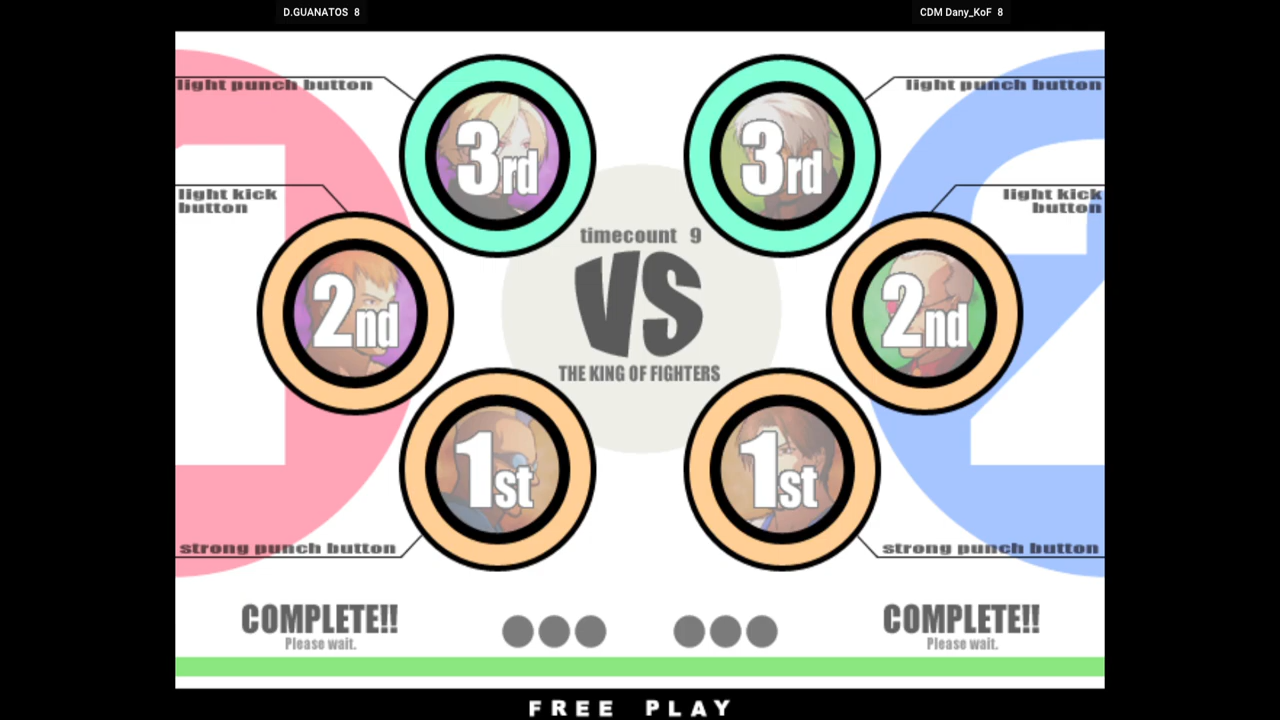 D.GUANATOS 8
CDM Dany_KoF 8
light punch button
light punch button
3rd
3rd
light kick
button
light kick
button
timecount 9
VS
THE KING OF FIGHTERS
2nd
2nd
1st
1st
strong punch button
strong punch button
COMPLETE!!
Please wait.
COMPLETE!!
Please wait.
FREE PLAY
1
2